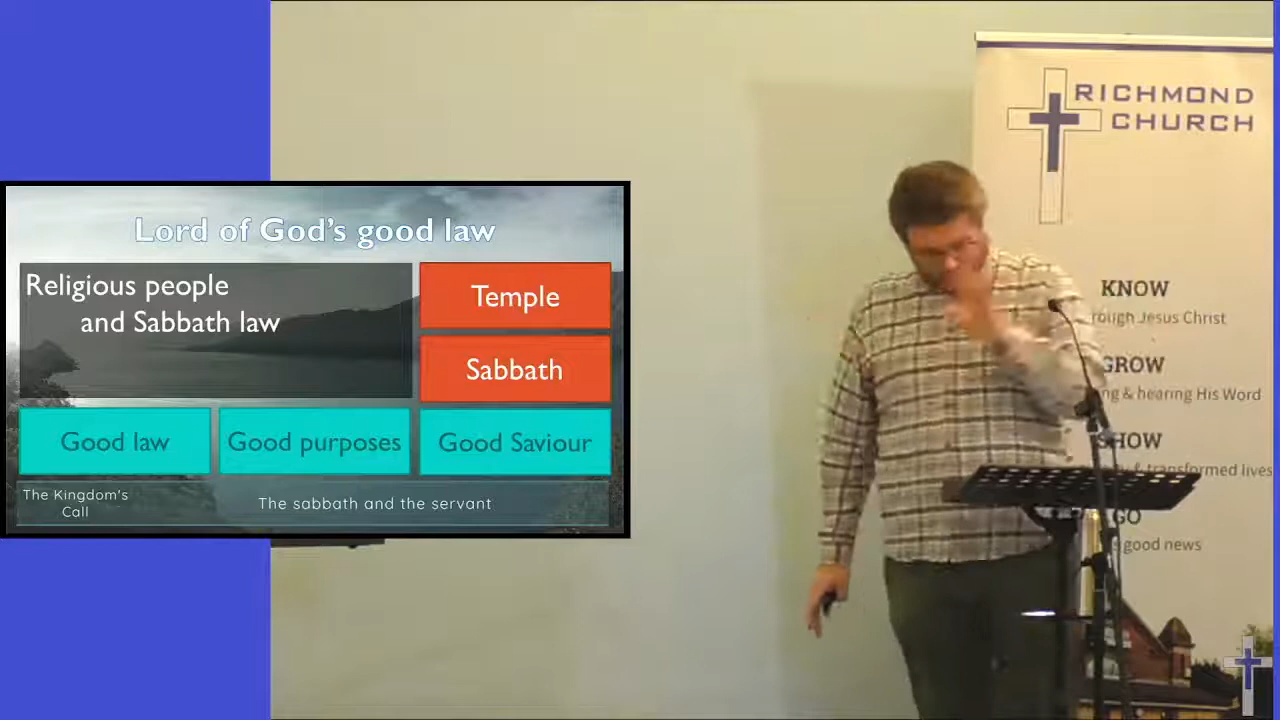 Lord of God's good law
Religious people
and Sabbath law
Temple
Sabbath
Good law
Good purposes
Good Saviour
The Kingdom's
Call
The sabbath and the servant
RICHMOND
CHURCH
KNOW
rough Jesus Christ
GROW
ng & hearing His Word
SHOW
& transformed lives
GO
good news